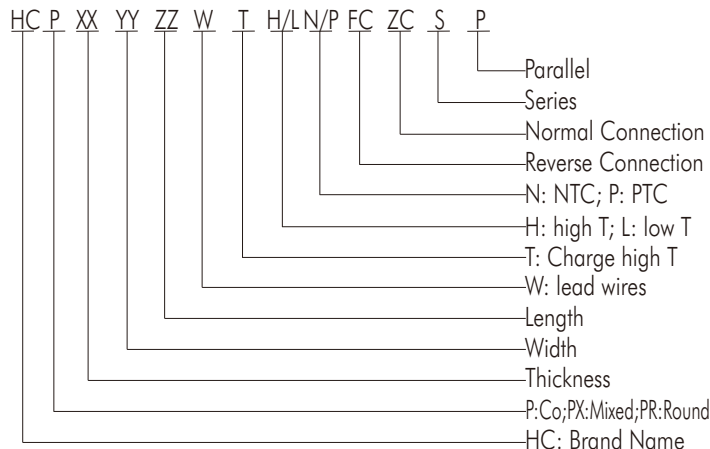 HC P XX YY ZZ W T H/L N/P FC ZC S P
Parallel
Series
Normal Connection
Reverse Connection
N: NTC; P: PTC
H: high T; L: low T
T: Charge high T
W: lead wires
Length
Width
Thickness
P:Co;PX:Mixed;PR:Round
HC: Brand Name